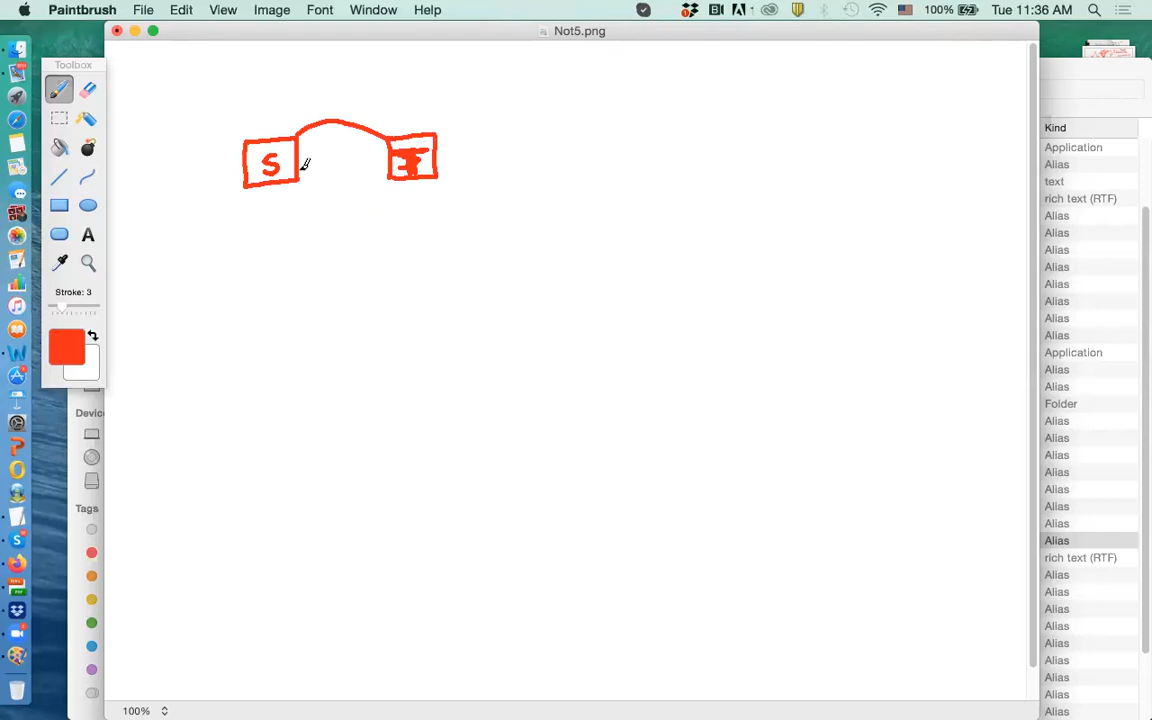 Paintbrush File Edit View Image Font Window Help 100% Tue 11:36 AM
Not5.png
Toolbox
S
Kind
Application
Alias
text
rich text (RTF)
Alias
Alias
Alias
Alias
Alias
Alias
Alias
Alias
Stroke: 3
Application
Alias
Alias
Folder
Device
Alias
Alias
Alias
Alias
Alias
Tags
Alias
Alias
Alias
rich text (RTF)
Alias
Alias
Alias
Alias
Alias
Alias
Alias
Alias
Alias
100%